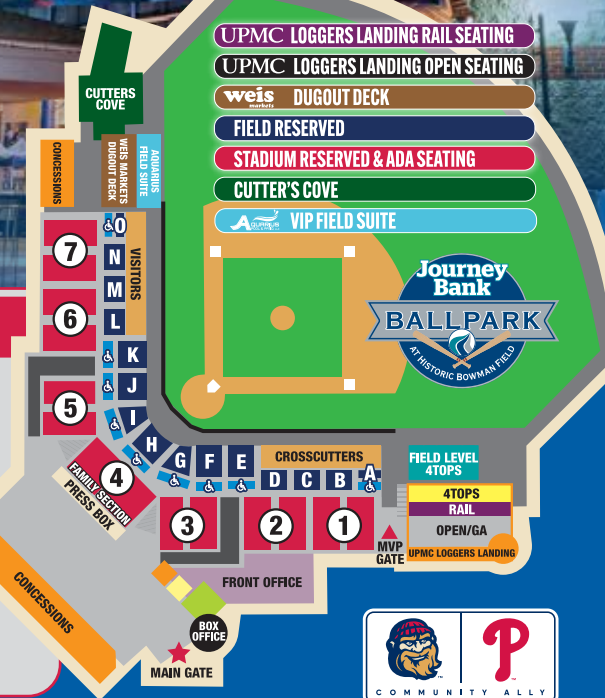 UPMC LOGGERS LANDING RAIL SEATING
UPMC LOGGERS LANDING OPEN SEATING
weis markets DUGOUT DECK
FIELD RESERVED
STADIUM RESERVED & ADA SEATING
CUTTER'S COVE
AQUARIUS VIP FIELD SUITE
CUTTERS
COVE
CONCESSIONS
WEIS MARKETS
DUGOUT DECK
AQUARIUS
FIELD SUITE
7
6
5
4
FAMILY SECTION
PRESS BOX
3
2
1
O
N
M
L
K
J
I
H
G
F
E
D
C
B
A
VISITORS
CROSSCUTTERS
Journey
Bank
BALLPARK
AT HISTORIC BOWMAN FIELD
FIELD LEVEL
4TOPS
4TOPS
RAIL
OPEN/GA
UPMC LOGGERS LANDING
MVP
GATE
FRONT OFFICE
BOX
OFFICE
MAIN GATE
CONCESSIONS
P
COMMUNITY ALLY